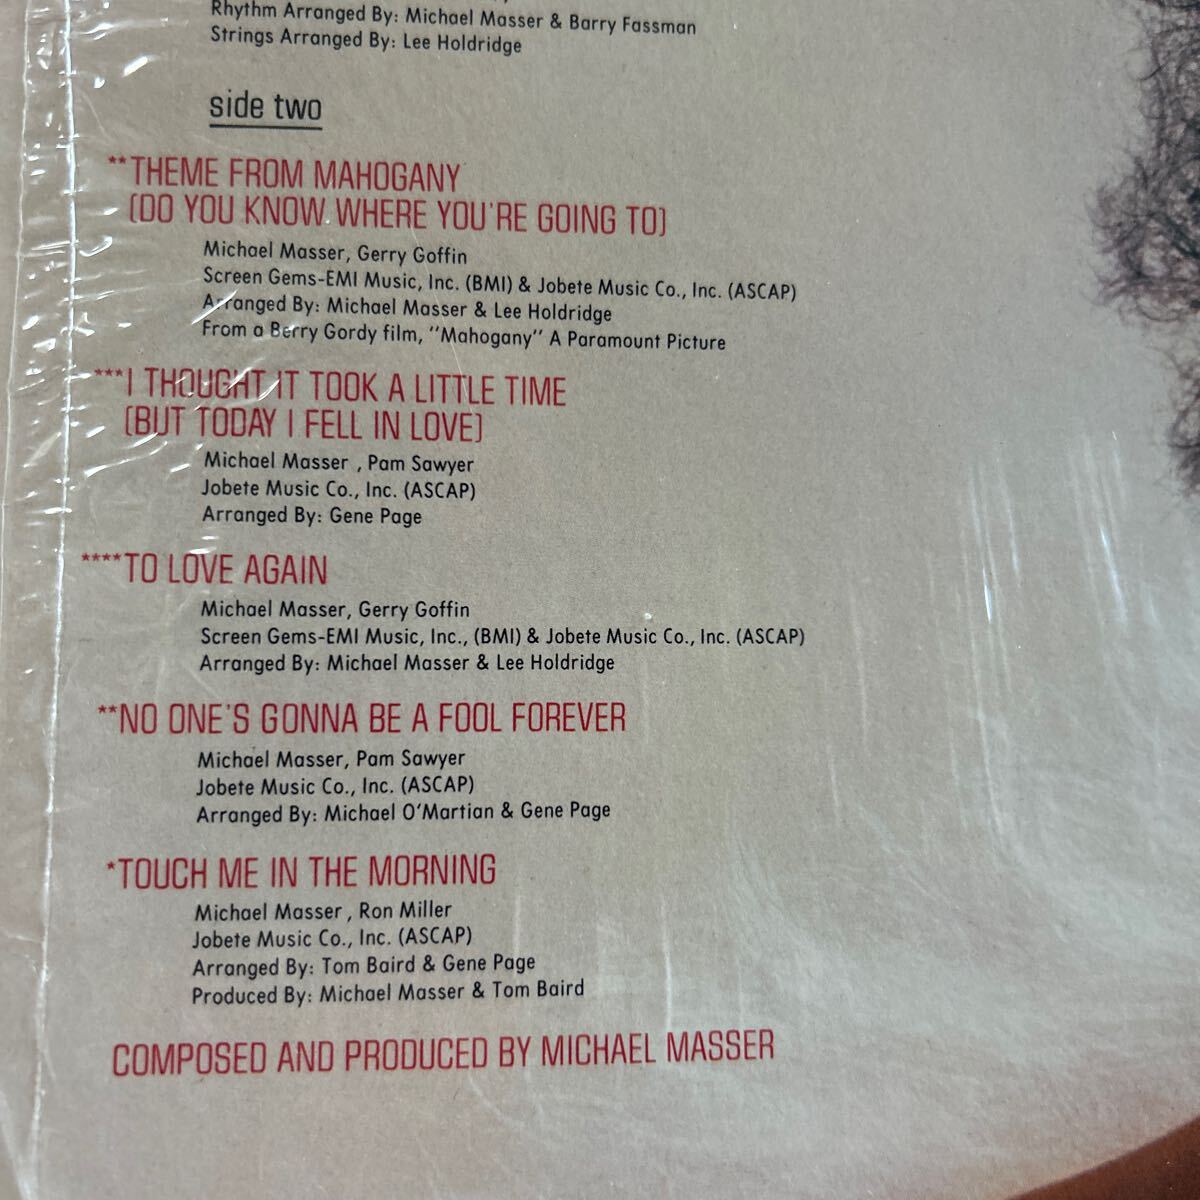 Rhythm Arranged By: Michael Masser & Barry Fassman
Strings Arranged By: Lee Holdridge
side two
**THEME FROM MAHOGANY
(DO YOU KNOW WHERE YOU'RE GOING TO)
Michael Masser, Gerry Goffin
Screen Gems-EMI Music, Inc. (BMI) & Jobete Music Co., Inc. (ASCAP)
Arranged By: Michael Masser & Lee Holdridge
From a Berry Gordy film, "Mahogany" A Paramount Picture
***I THOUGHT IT TOOK A LITTLE TIME
(BUT TODAY I FELL IN LOVE)
Michael Masser , Pam Sawyer
Jobete Music Co., Inc. (ASCAP)
Arranged By: Gene Page
****TO LOVE AGAIN
Michael Masser, Gerry Goffin
Screen Gems-EMI Music, Inc., (BMI) & Jobete Music Co., Inc. (ASCAP)
Arranged By: Michael Masser & Lee Holdridge
**NO ONE'S GONNA BE A FOOL FOREVER
Michael Masser, Pam Sawyer
Jobete Music Co., Inc. (ASCAP)
Arranged By: Michael O'Martian & Gene Page
*TOUCH ME IN THE MORNING
Michael Masser , Ron Miller
Jobete Music Co., Inc. (ASCAP)
Arranged By: Tom Baird & Gene Page
Produced By: Michael Masser & Tom Baird
COMPOSED AND PRODUCED BY MICHAEL MASSER